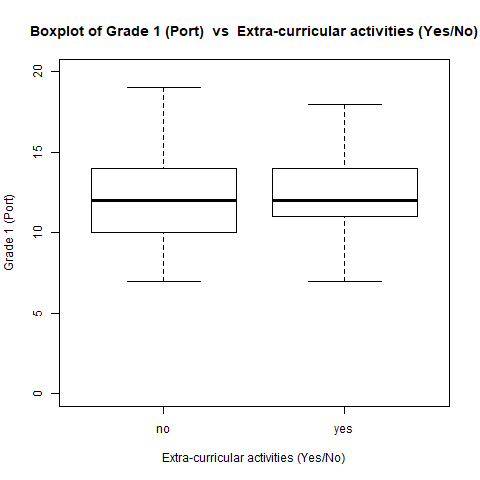 Boxplot of Grade 1 (Port)  vs  Extra-curricular activities (Yes/No)
Grade 1 (Port)
20
15
10
5
0
no yes
Extra-curricular activities (Yes/No)